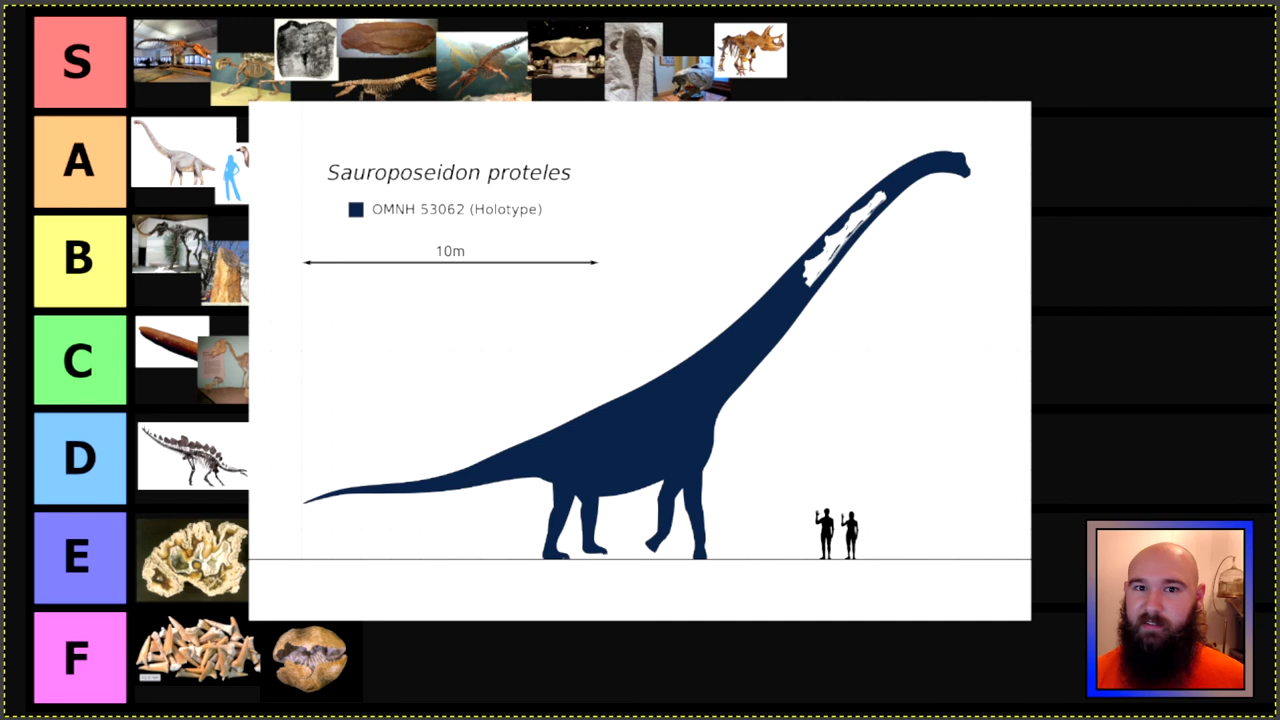 S
A
B
C
D
E
F
Sauroposeidon proteles
OMNH 53062 (Holotype)
10m